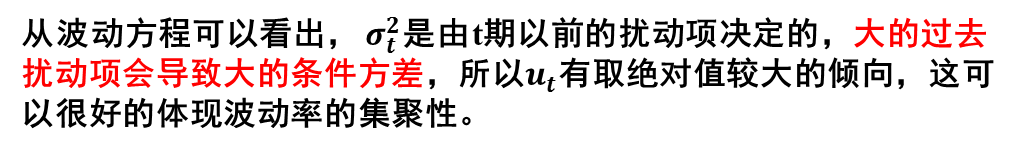 从波动方程可以看出，σ²ₜ是由t期以前的扰动项决定的，大的过去
扰动项会导致大的条件方差，所以uₜ有取绝对值较大的倾向，这可
以很好的体现波动率的集聚性。